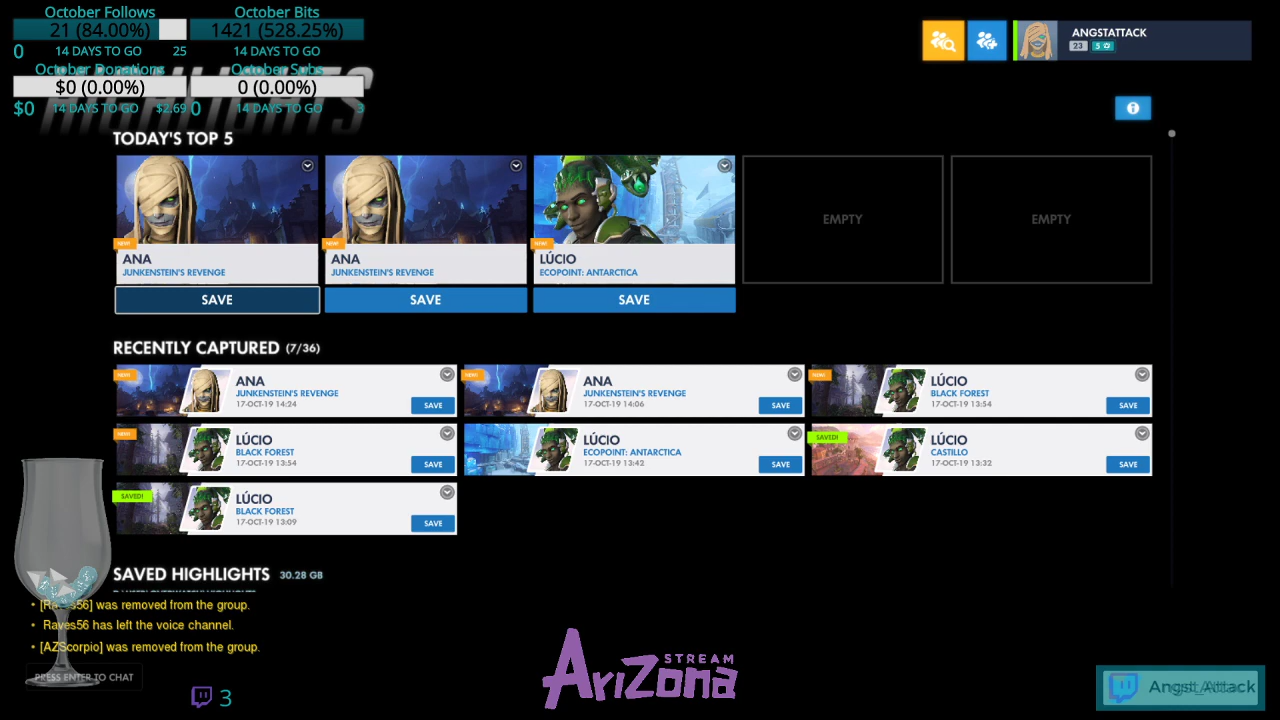 October Follows
October Bits
21 (84.00%)
1421 (528.25%)
0
14 DAYS TO GO
25
14 DAYS TO GO
October Donations
October Subs
$0 (0.00%)
0 (0.00%)
$0
14 DAYS TO GO
$2.69
0
14 DAYS TO GO
3
HIGHLIGHTS
ANGSTATTACK
23
5
TODAY'S TOP 5
NEW!
ANA
JUNKENSTEIN'S REVENGE
SAVE
NEW!
ANA
JUNKENSTEIN'S REVENGE
SAVE
NEW!
LÚCIO
ECOPOINT: ANTARCTICA
SAVE
EMPTY
EMPTY
RECENTLY CAPTURED (7/36)
NEW!
ANA
JUNKENSTEIN'S REVENGE
17-OCT-19 14:24
SAVE
NEW!
ANA
JUNKENSTEIN'S REVENGE
17-OCT-19 14:06
SAVE
NEW!
LÚCIO
BLACK FOREST
17-OCT-19 13:54
SAVE
NEW!
LÚCIO
BLACK FOREST
17-OCT-19 13:54
SAVE
LÚCIO
ECOPOINT: ANTARCTICA
17-OCT-19 13:42
SAVE
SAVED!
LÚCIO
CASTILLO
17-OCT-19 13:32
SAVE
SAVED!
LÚCIO
BLACK FOREST
17-OCT-19 13:09
SAVE
SAVED HIGHLIGHTS 30.28 GB
[Raves56] was removed from the group.
Raves56 has left the voice channel.
[AZScorpio] was removed from the group.
PRESS ENTER TO CHAT
3
STREAM
AriZona
Angst Attack